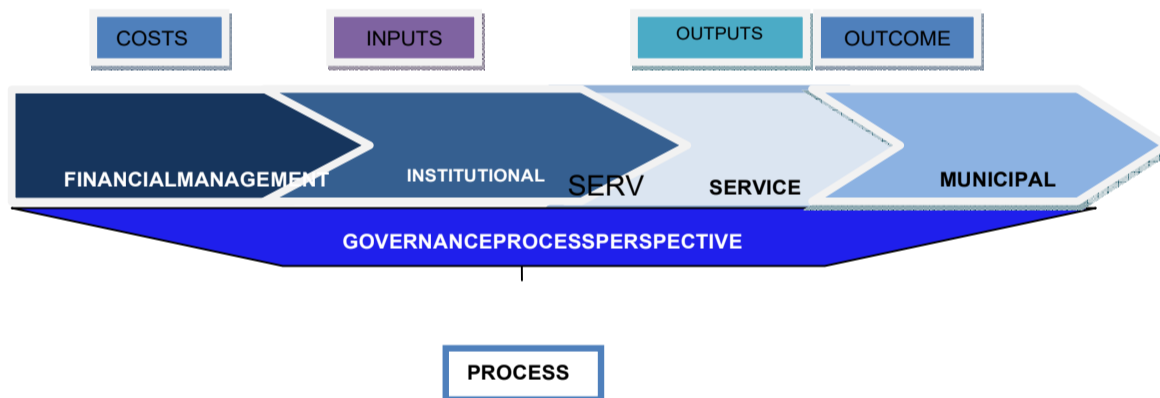 COSTS
INPUTS
OUTPUTS
OUTCOME
FINANCIALMANAGEMENT
INSTITUTIONAL
SERV
SERVICE
MUNICIPAL
GOVERNANCEPROCESSPERSPECTIVE
PROCESS